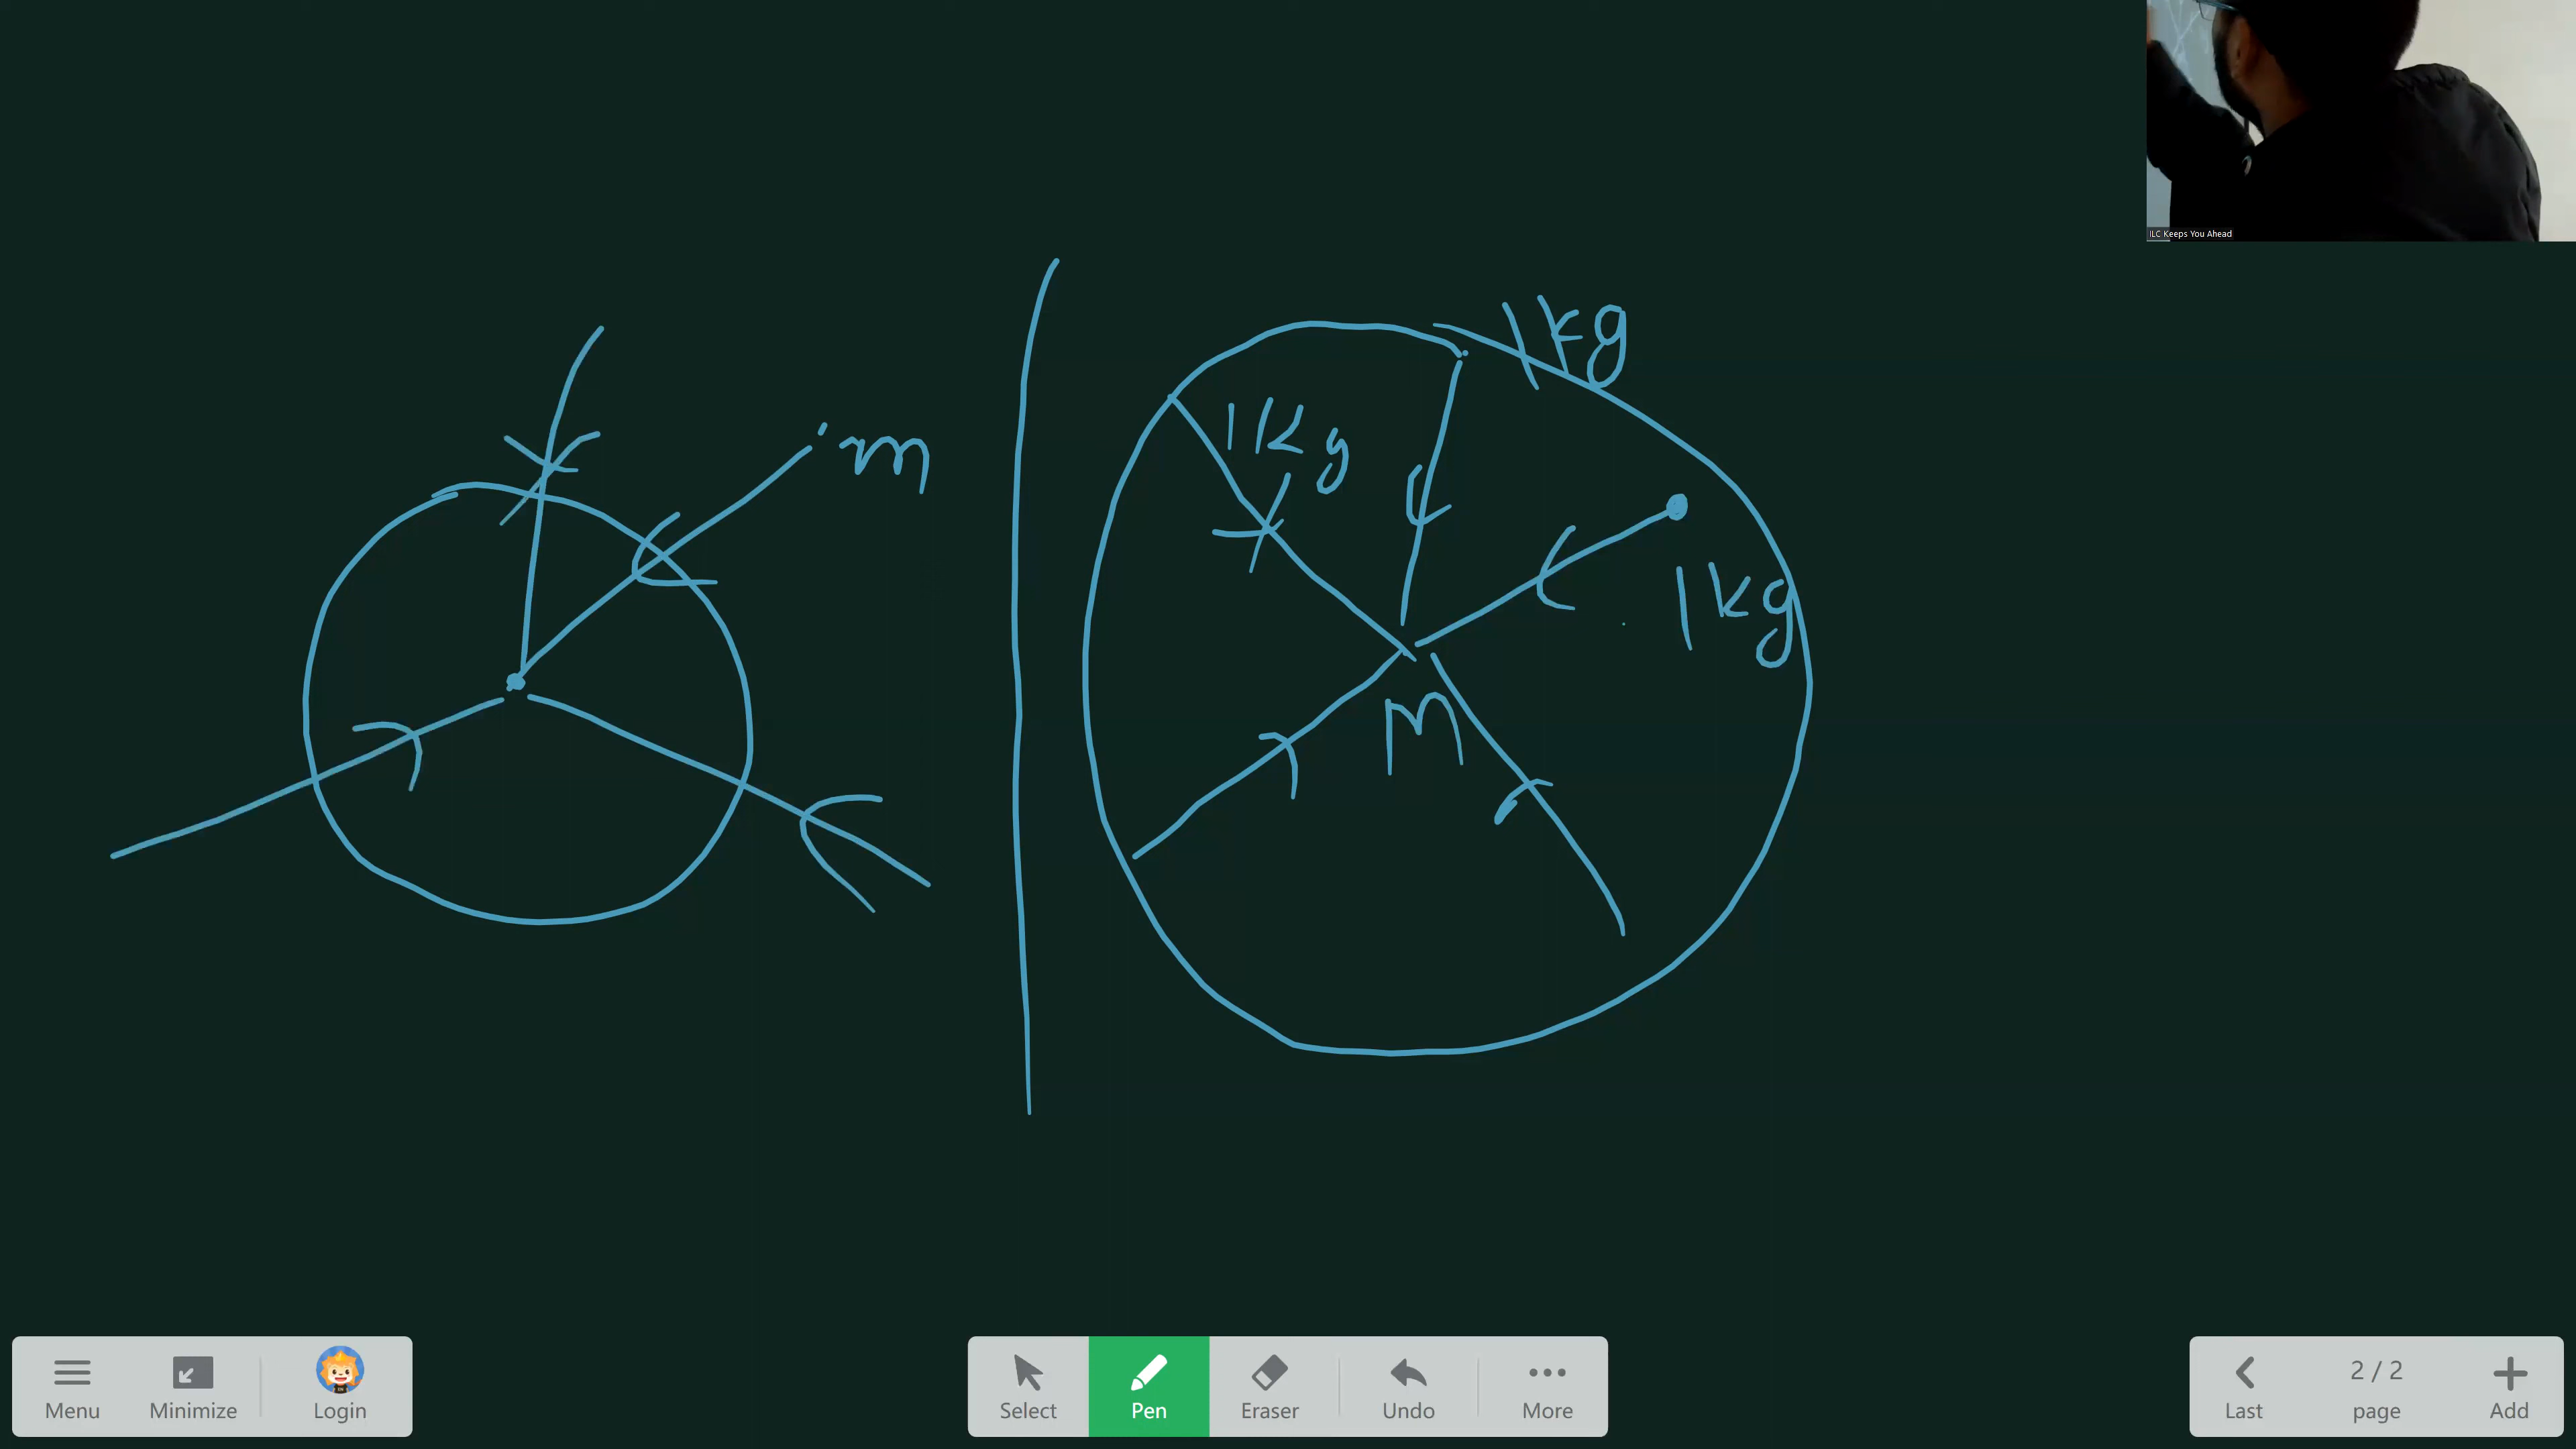 ILC Keeps You Ahead
m
1kg
1kg
1kg
M
Menu
Minimize
Login
Select
Pen
Eraser
Undo
More
Last
2 / 2
page
Add